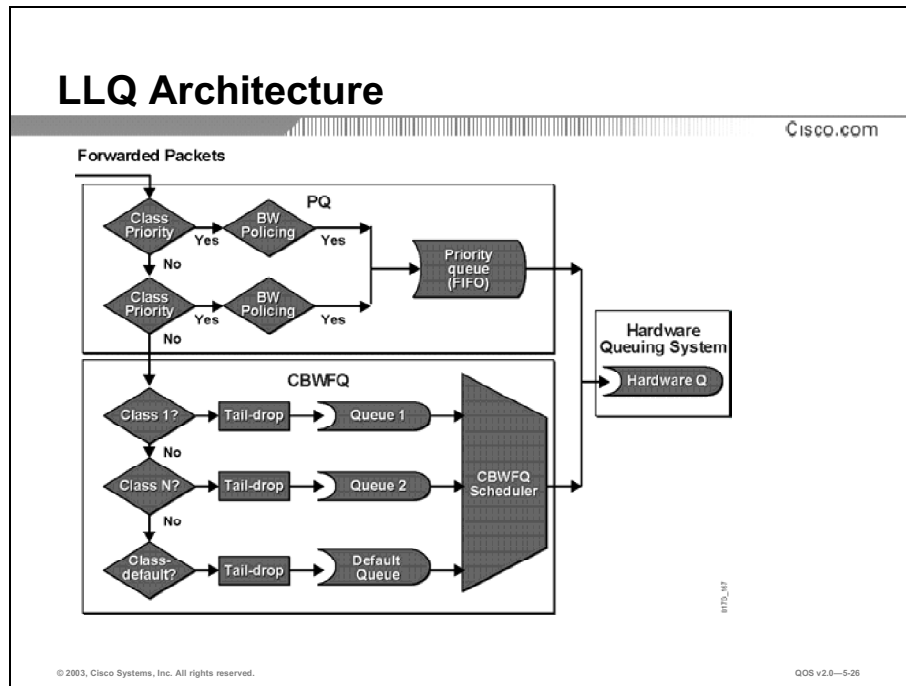 LLQ Architecture
Cisco.com
Forwarded Packets
PQ
Class
Priority
Yes
BW
Policing
Yes
Priority
queue
(FIFO)
No
Class
Priority
Yes
BW
Policing
Yes
No
Hardware
Queuing System
Hardware Q
CBWFQ
Class 1?
Tail-drop
Queue 1
No
Class N?
Tail-drop
Queue 2
CBWFQ
Scheduler
No
Class-
default?
Tail-drop
Default
Queue
© 2003, Cisco Systems, Inc. All rights reserved.
QOS v2.0—5-26